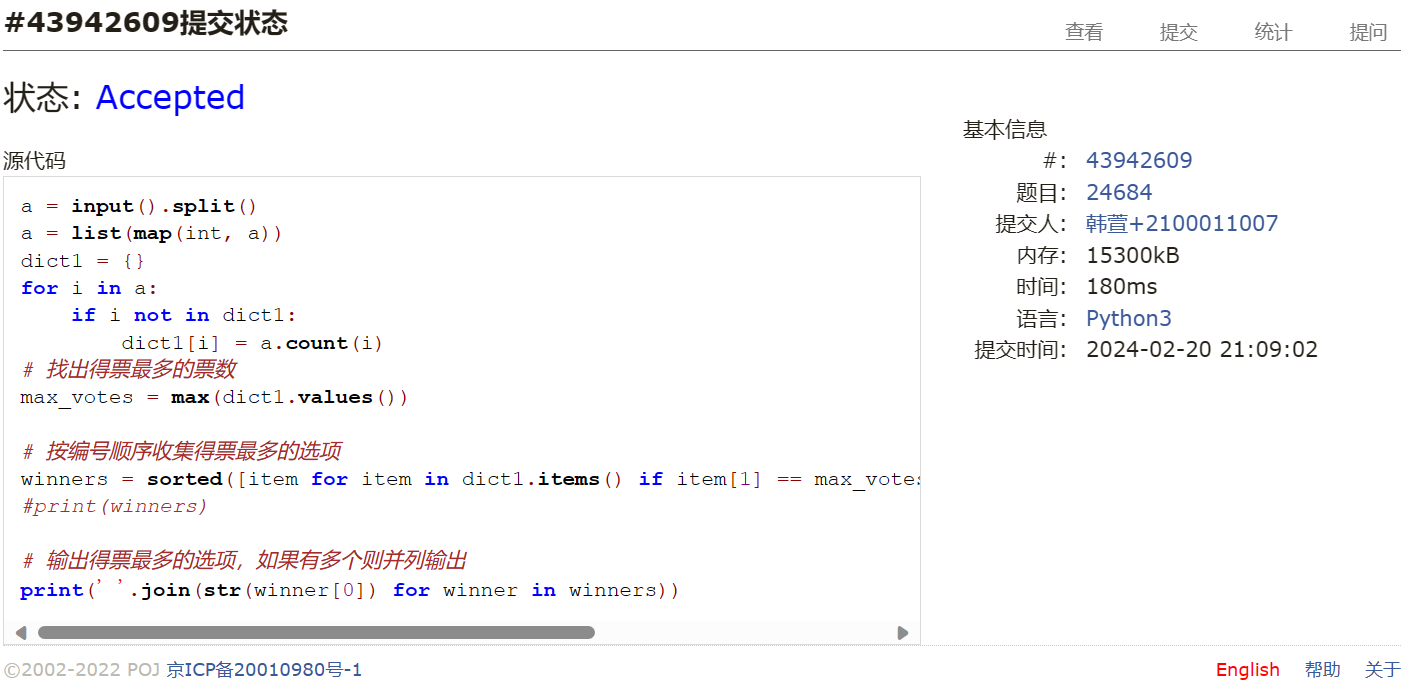 #43942609提交状态
查看 提交 统计 提问
状态: Accepted
源代码
a = input().split()
a = list(map(int, a))
dict1 = {}
for i in a:
    if i not in dict1:
        dict1[i] = a.count(i)
# 找出得票最多的票数
max_votes = max(dict1.values())
# 按编号顺序收集得票最多的选项
winners = sorted([item for item in dict1.items() if item[1] == max_votes
#print(winners)
# 输出得票最多的选项，如果有多个则并列输出
print(' '.join(str(winner[0]) for winner in winners))
基本信息
#: 43942609
题目: 24684
提交人: 韩萱+2100011007
内存: 15300kB
时间: 180ms
语言: Python3
提交时间: 2024-02-20 21:09:02
©2002-2022 POJ 京ICP备20010980号-1
English 帮助 关于